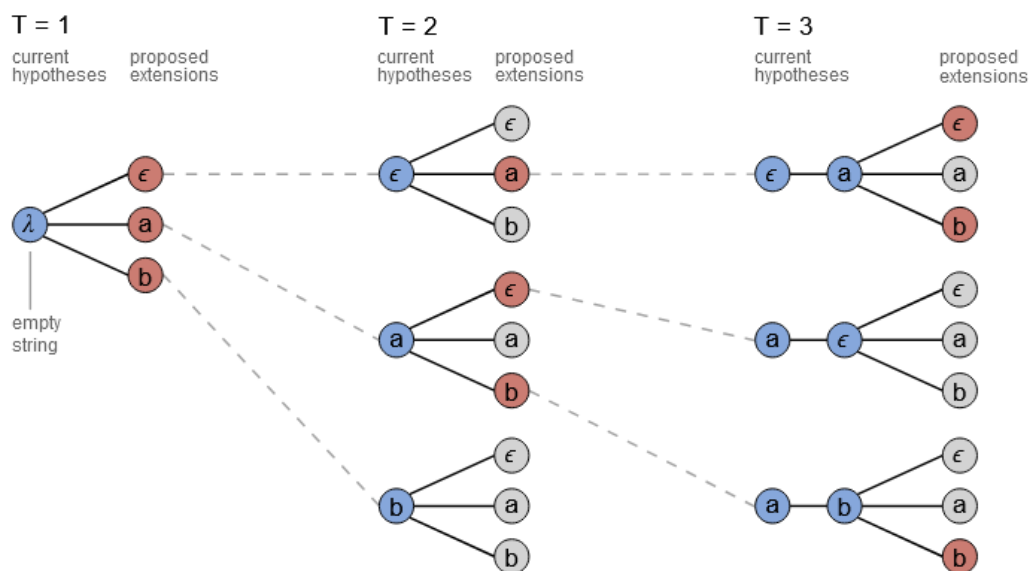 T = 1
T = 2
T = 3
current hypotheses
proposed extensions
current hypotheses
proposed extensions
current hypotheses
proposed extensions
λ
ϵ
a
b
empty string
ϵ
ϵ
a
b
a
ϵ
a
b
b
ϵ
a
b
ϵ
a
ϵ
a
b
a
ϵ
ϵ
a
b
a
b
ϵ
a
b